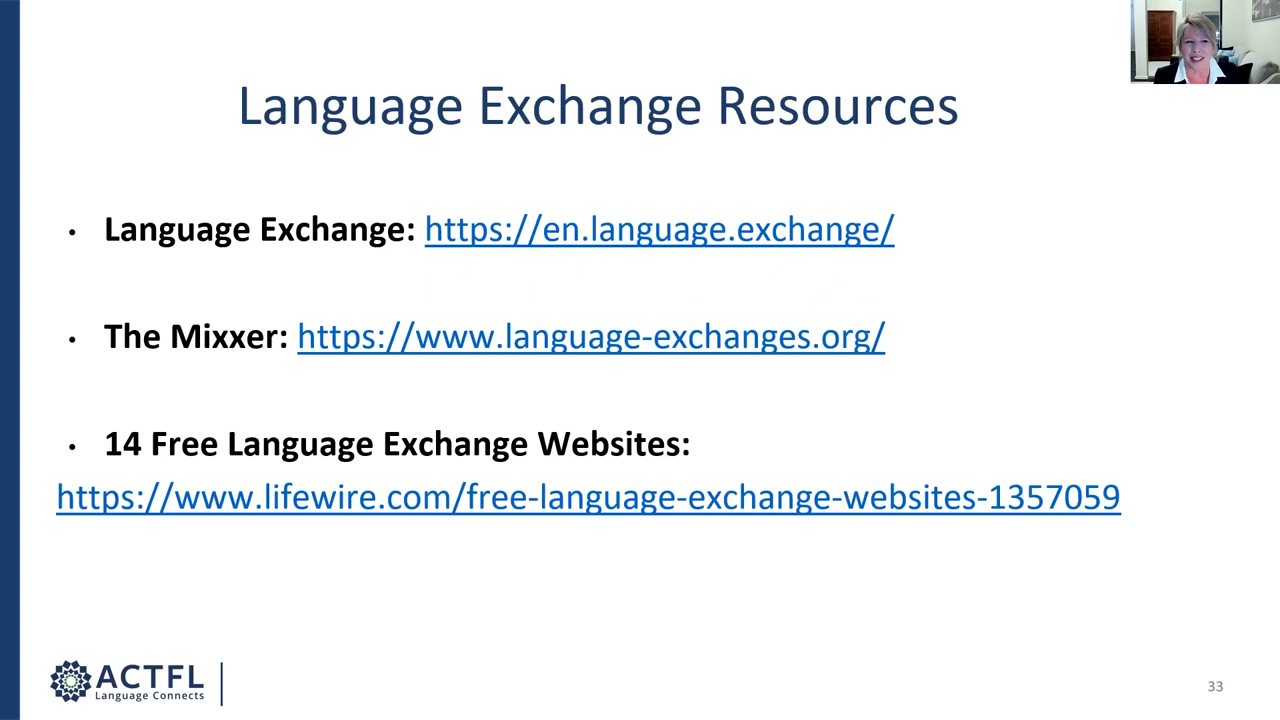 Language Exchange Resources
• Language Exchange: https://en.language.exchange/
• The Mixxer: https://www.language-exchanges.org/
• 14 Free Language Exchange Websites:
https://www.lifewire.com/free-language-exchange-websites-1357059
ACTFL
Language Connects
33